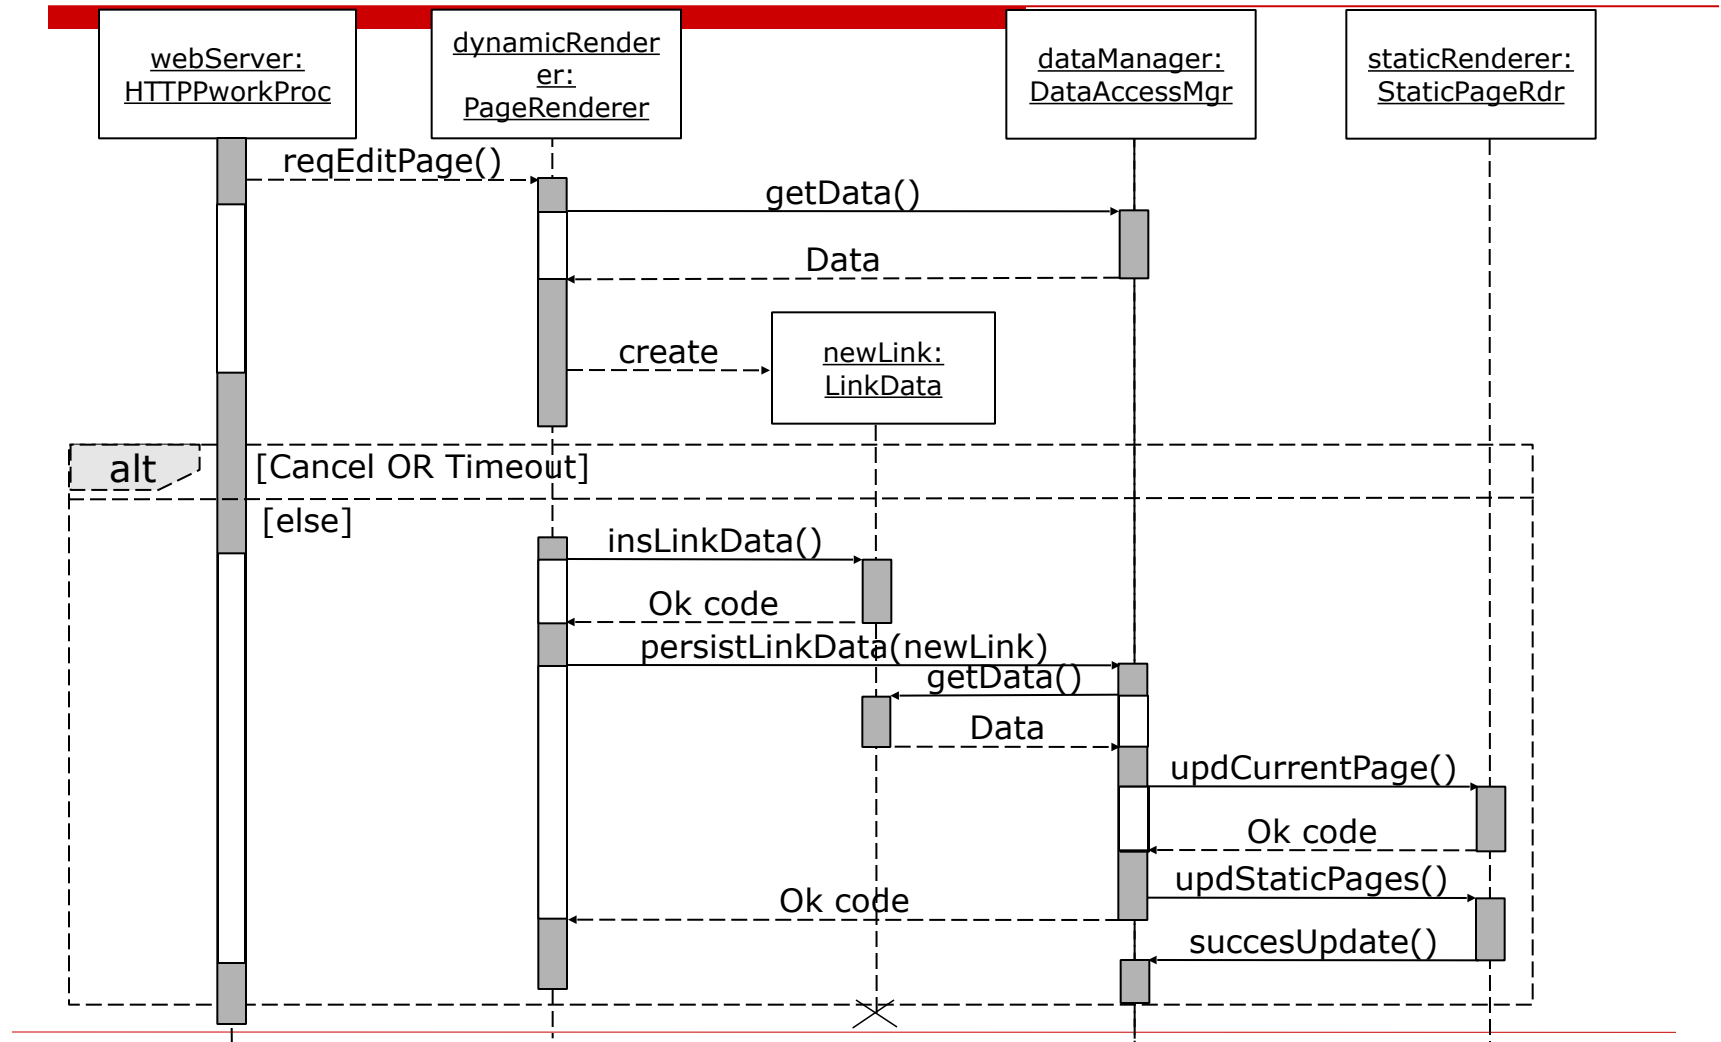 webServer:
HTTPPworkProc
dynamicRender
er:
PageRenderer
dataManager:
DataAccessMgr
staticRenderer:
StaticPageRdr
reqEditPage()
getData()
Data
create
newLink:
LinkData
alt
[Cancel OR Timeout]
[else]
insLinkData()
Ok code
persistLinkData(newLink)
getData()
Data
updCurrentPage()
Ok code
updStaticPages()
Ok code
succesUpdate()